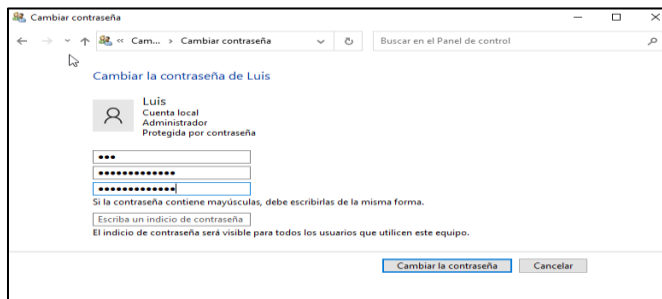 Cambiar contraseña
« Cam... › Cambiar contraseña
Buscar en el Panel de control
Cambiar la contraseña de Luis
Luis
Cuenta local
Administrador
Protegida por contraseña
•••
•••••••••••••
•••••••••••••
Si la contraseña contiene mayúsculas, debe escribirlas de la misma forma.
Escriba un indicio de contraseña
El indicio de contraseña será visible para todos los usuarios que utilicen este equipo.
Cambiar la contraseña
Cancelar